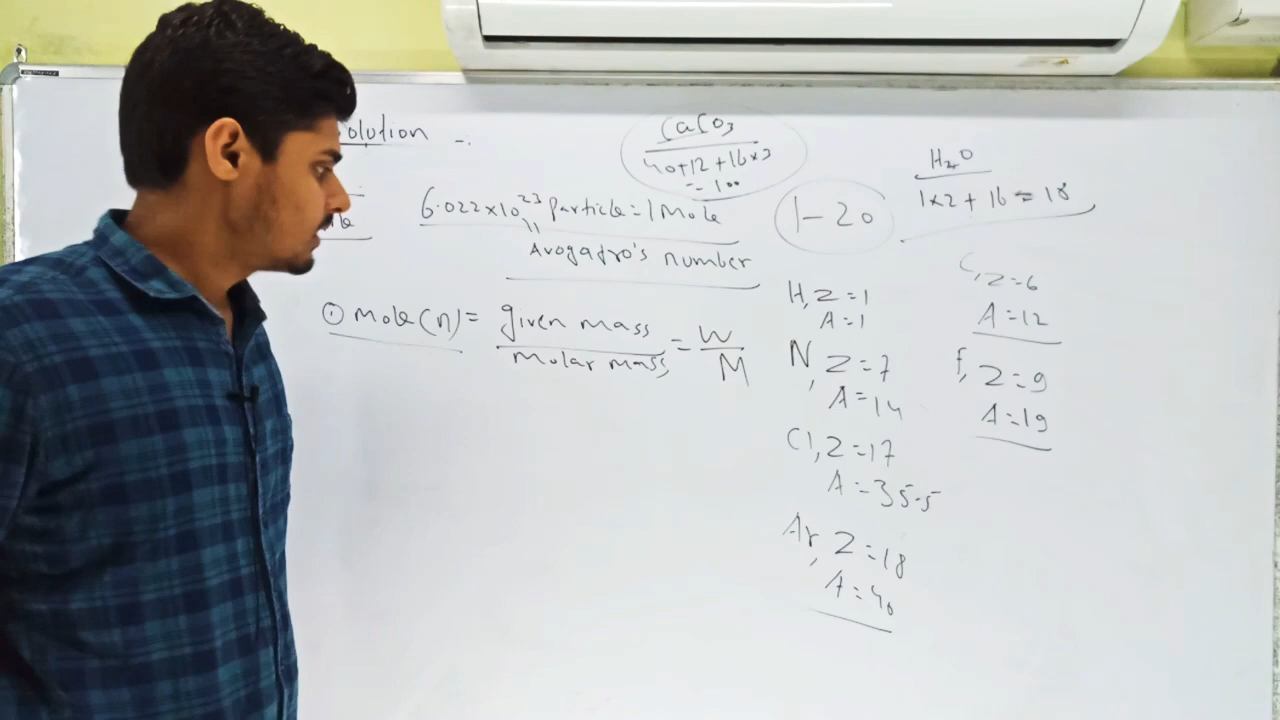 olution
CaCO3
40+12+16×3
= 100
H2O
1×2+16=18
1-20
6.022×10^23 particle=1 Mole
=
Avogadro's number
① mole(n)= given mass / molar mass = W / M
H, Z=1
A=1
N, Z=7
A=14
Cl, Z=17
A=35.5
Ar, Z=18
A=40
C, Z=6
A=12
F, Z=9
A=19